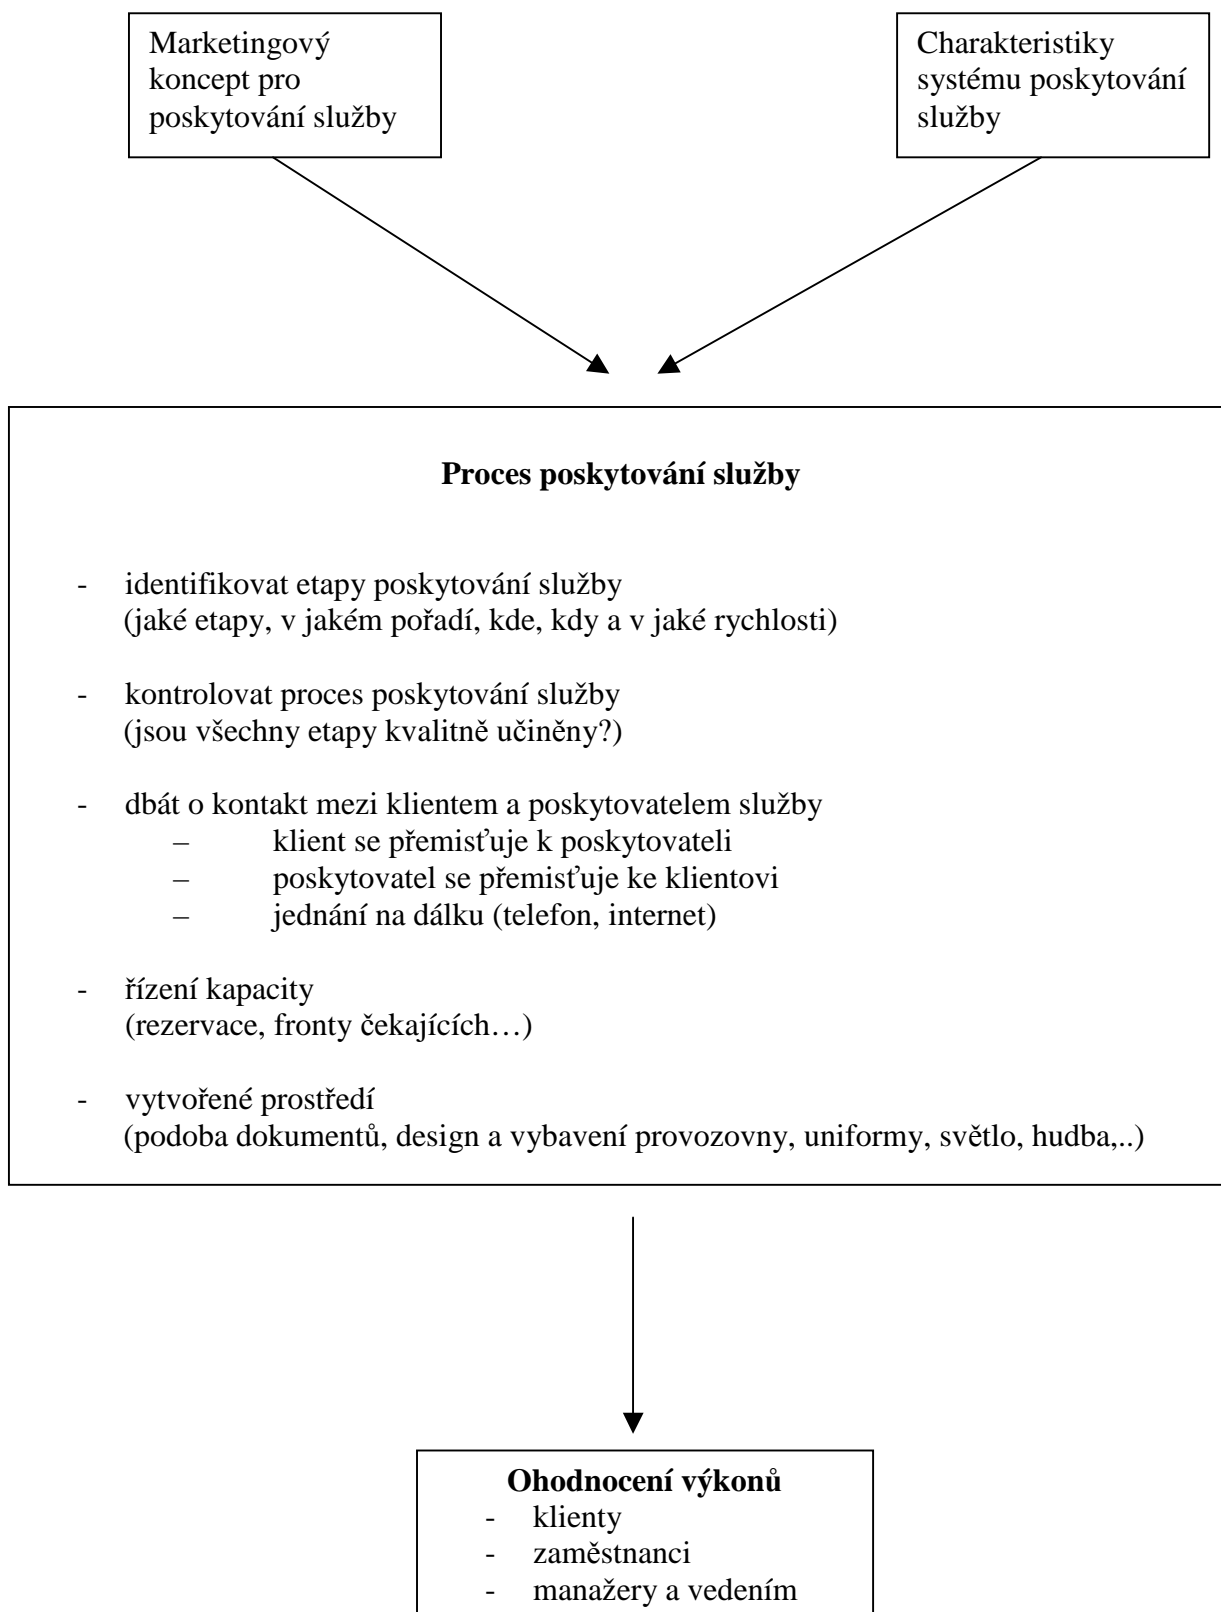 Marketingový
koncept pro
poskytování služby
Charakteristiky
systému poskytování
služby
Proces poskytování služby
- identifikovat etapy poskytování služby
(jaké etapy, v jakém pořadí, kde, kdy a v jaké rychlosti)
- kontrolovat proces poskytování služby
(jsou všechny etapy kvalitně učiněny?)
- dbát o kontakt mezi klientem a poskytovatelem služby
– klient se přemisťuje k poskytovateli
– poskytovatel se přemisťuje ke klientovi
– jednání na dálku (telefon, internet)
- řízení kapacity
(rezervace, fronty čekajících…)
- vytvořené prostředí
(podoba dokumentů, design a vybavení provozovny, uniformy, světlo, hudba,..)
Ohodnocení výkonů
- klienty
- zaměstnanci
- manažery a vedením